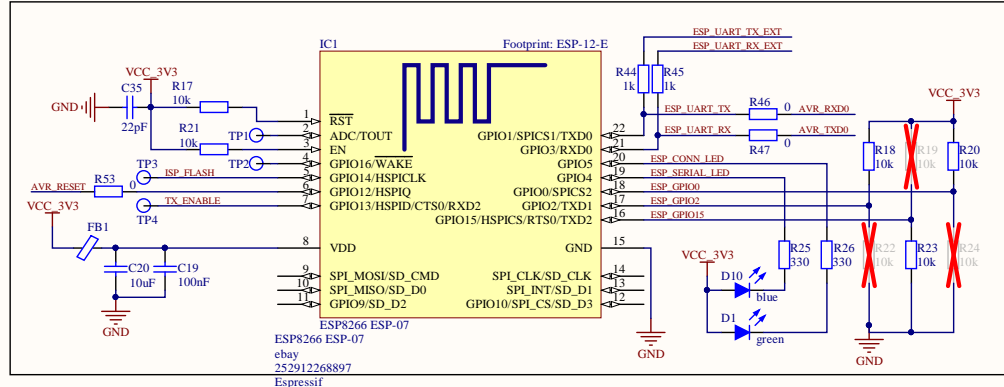 ESP_UART_TX_EXT
ESP_UART_RX_EXT
IC1
Footprint: ESP-12-E
VCC_3V3
C35
R17
10k
GND
22pF
R21
10k
R44
1k
R45
1k
ESP_UART_TX
R46
0
AVR_RXD0
ESP_UART_RX
R47
0
AVR_TXD0
VCC_3V3
1
RST
2
ADC/TOUT
3
EN
4
GPIO16/WAKE
5
GPIO14/HSPICLK
6
GPIO12/HSPIQ
7
GPIO13/HSPID/CTS0/RXD2
GPIO1/SPICS1/TXD0
22
GPIO3/RXD0
21
GPIO5
20
ESP_CONN_LED
GPIO4
19
ESP_SERIAL_LED
GPIO0/SPICS2
18
ESP_GPIO0
GPIO2/TXD1
17
ESP_GPIO2
GPIO15/HSPICS/RTS0/TXD2
16
ESP_GPIO15
TP1
TP2
TP3
ISP_FLASH
AVR_RESET
R53
0
TX_ENABLE
TP4
R18
10k
R19
10k
R20
10k
VCC_3V3
FB1
8
VDD
GND
15
C20
10uF
C19
100nF
GND
9
SPI_MOSI/SD_CMD
10
SPI_MISO/SD_D0
11
GPIO9/SD_D2
SPI_CLK/SD_CLK
14
SPI_INT/SD_D1
13
GPIO10/SPI_CS/SD_D3
12
VCC_3V3
R25
330
R26
330
R22
10k
R23
10k
R24
10k
D10
blue
D1
green
GND
GND
ESP8266 ESP-07
ESP8266 ESP-07
ebay
252912268897
Espressif